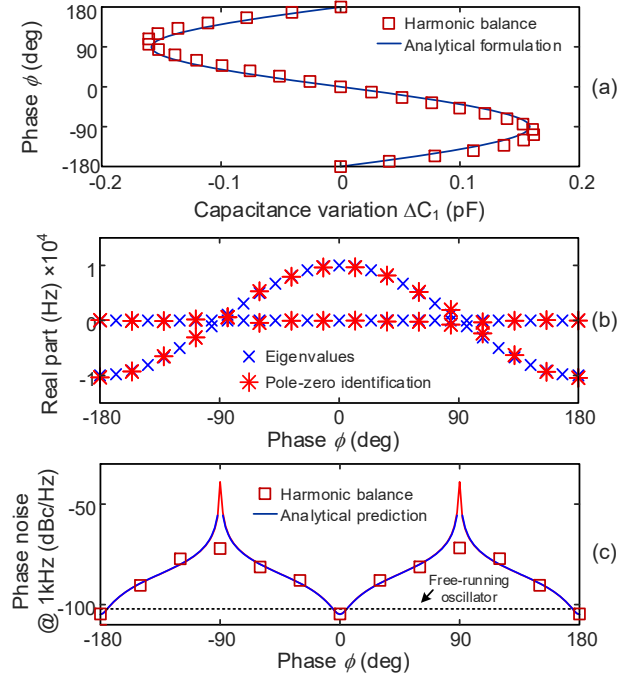 180
90
0
-90
-180
Phase ϕ (deg)
Harmonic balance
Analytical formulation
(a)
-0.2 -0.1 0 0.1 0.2
Capacitance variation ΔC1 (pF)
1
0
-1
Real part (Hz) ×10^4
Eigenvalues
Pole-zero identification
(b)
-180 -90 0 90 180
Phase ϕ (deg)
-50
-100
Phase noise
@ 1kHz (dBc/Hz)
Harmonic balance
Analytical prediction
Free-running
oscillator
(c)
-180 -90 0 90 180
Phase ϕ (deg)